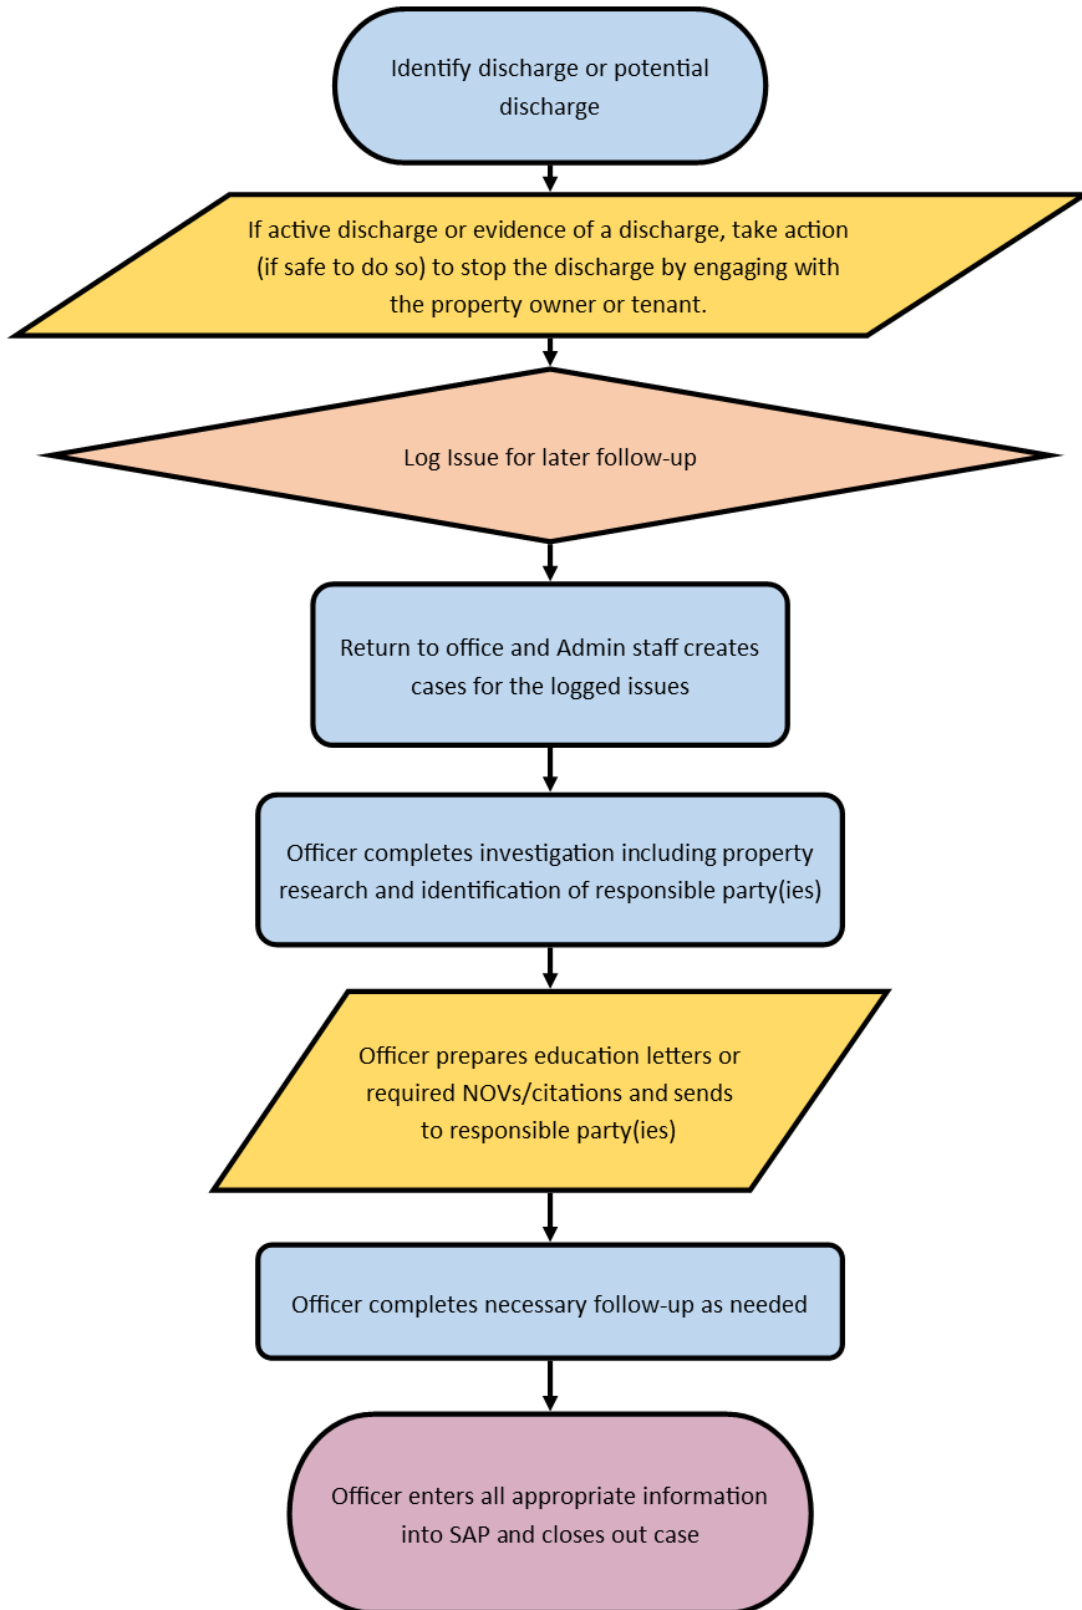 Identify discharge or potential
discharge
If active discharge or evidence of a discharge, take action
(if safe to do so) to stop the discharge by engaging with
the property owner or tenant.
Log Issue for later follow-up
Return to office and Admin staff creates
cases for the logged issues
Officer completes investigation including property
research and identification of responsible party(ies)
Officer prepares education letters or
required NOVs/citations and sends
to responsible party(ies)
Officer completes necessary follow-up as needed
Officer enters all appropriate information
into SAP and closes out case